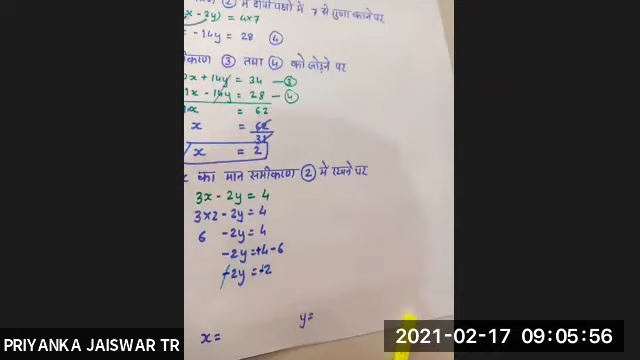 ② में दोनों पक्षों में 7 से गुणा करने पर
x - 2y) = 4×7
- 14y = 28 ④
③ तथा ④ को जोड़ने पर
0x + 14y = 34 — ③
1x - 14y = 28 — ④
= 62
x = 62
31
x = 2
x का मान समीकरण ② में रखने पर
3x - 2y = 4
3×2 - 2y = 4
6 - 2y = 4
-2y = +4 - 6
-2y = -2
y=
x=
PRIYANKA JAISWAR TR
2021-02-17 09:05:56